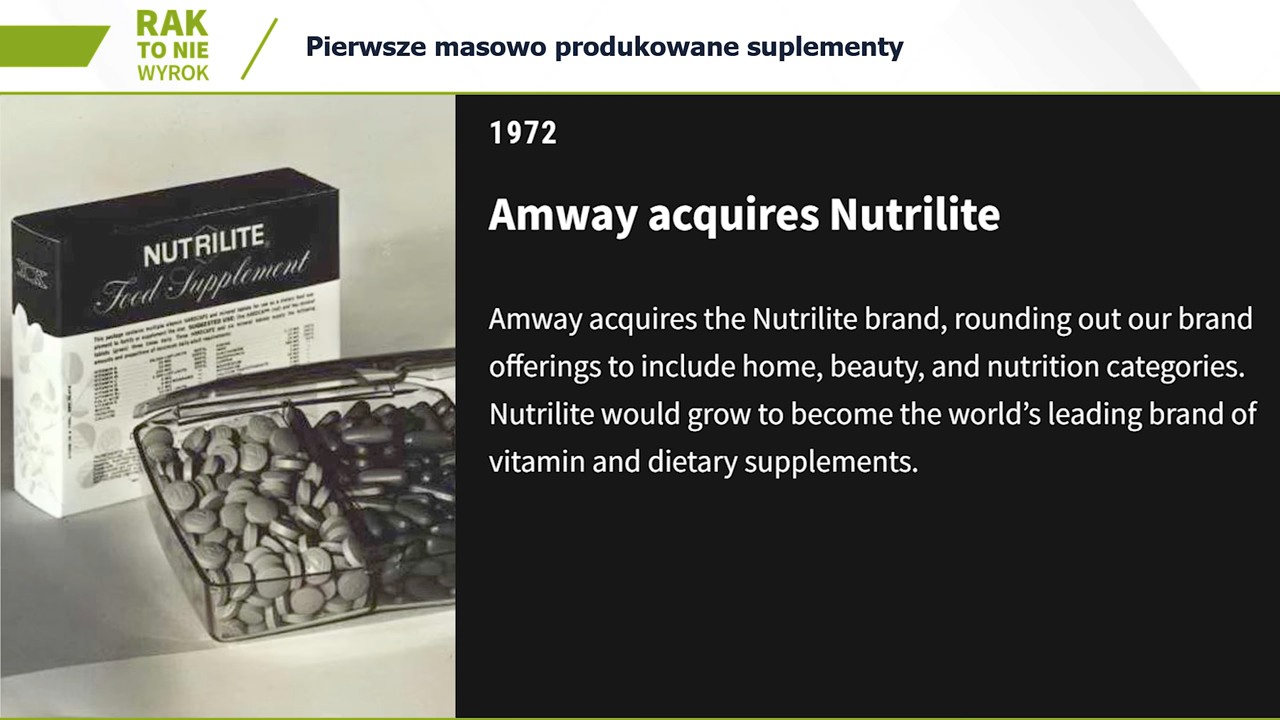 RAK
TO NIE
WYROK
Pierwsze masowo produkowane suplementy
NUTRILITE
Food Supplement
1972
Amway acquires Nutrilite
Amway acquires the Nutrilite brand, rounding out our brand
offerings to include home, beauty, and nutrition categories.
Nutrilite would grow to become the world’s leading brand of
vitamin and dietary supplements.